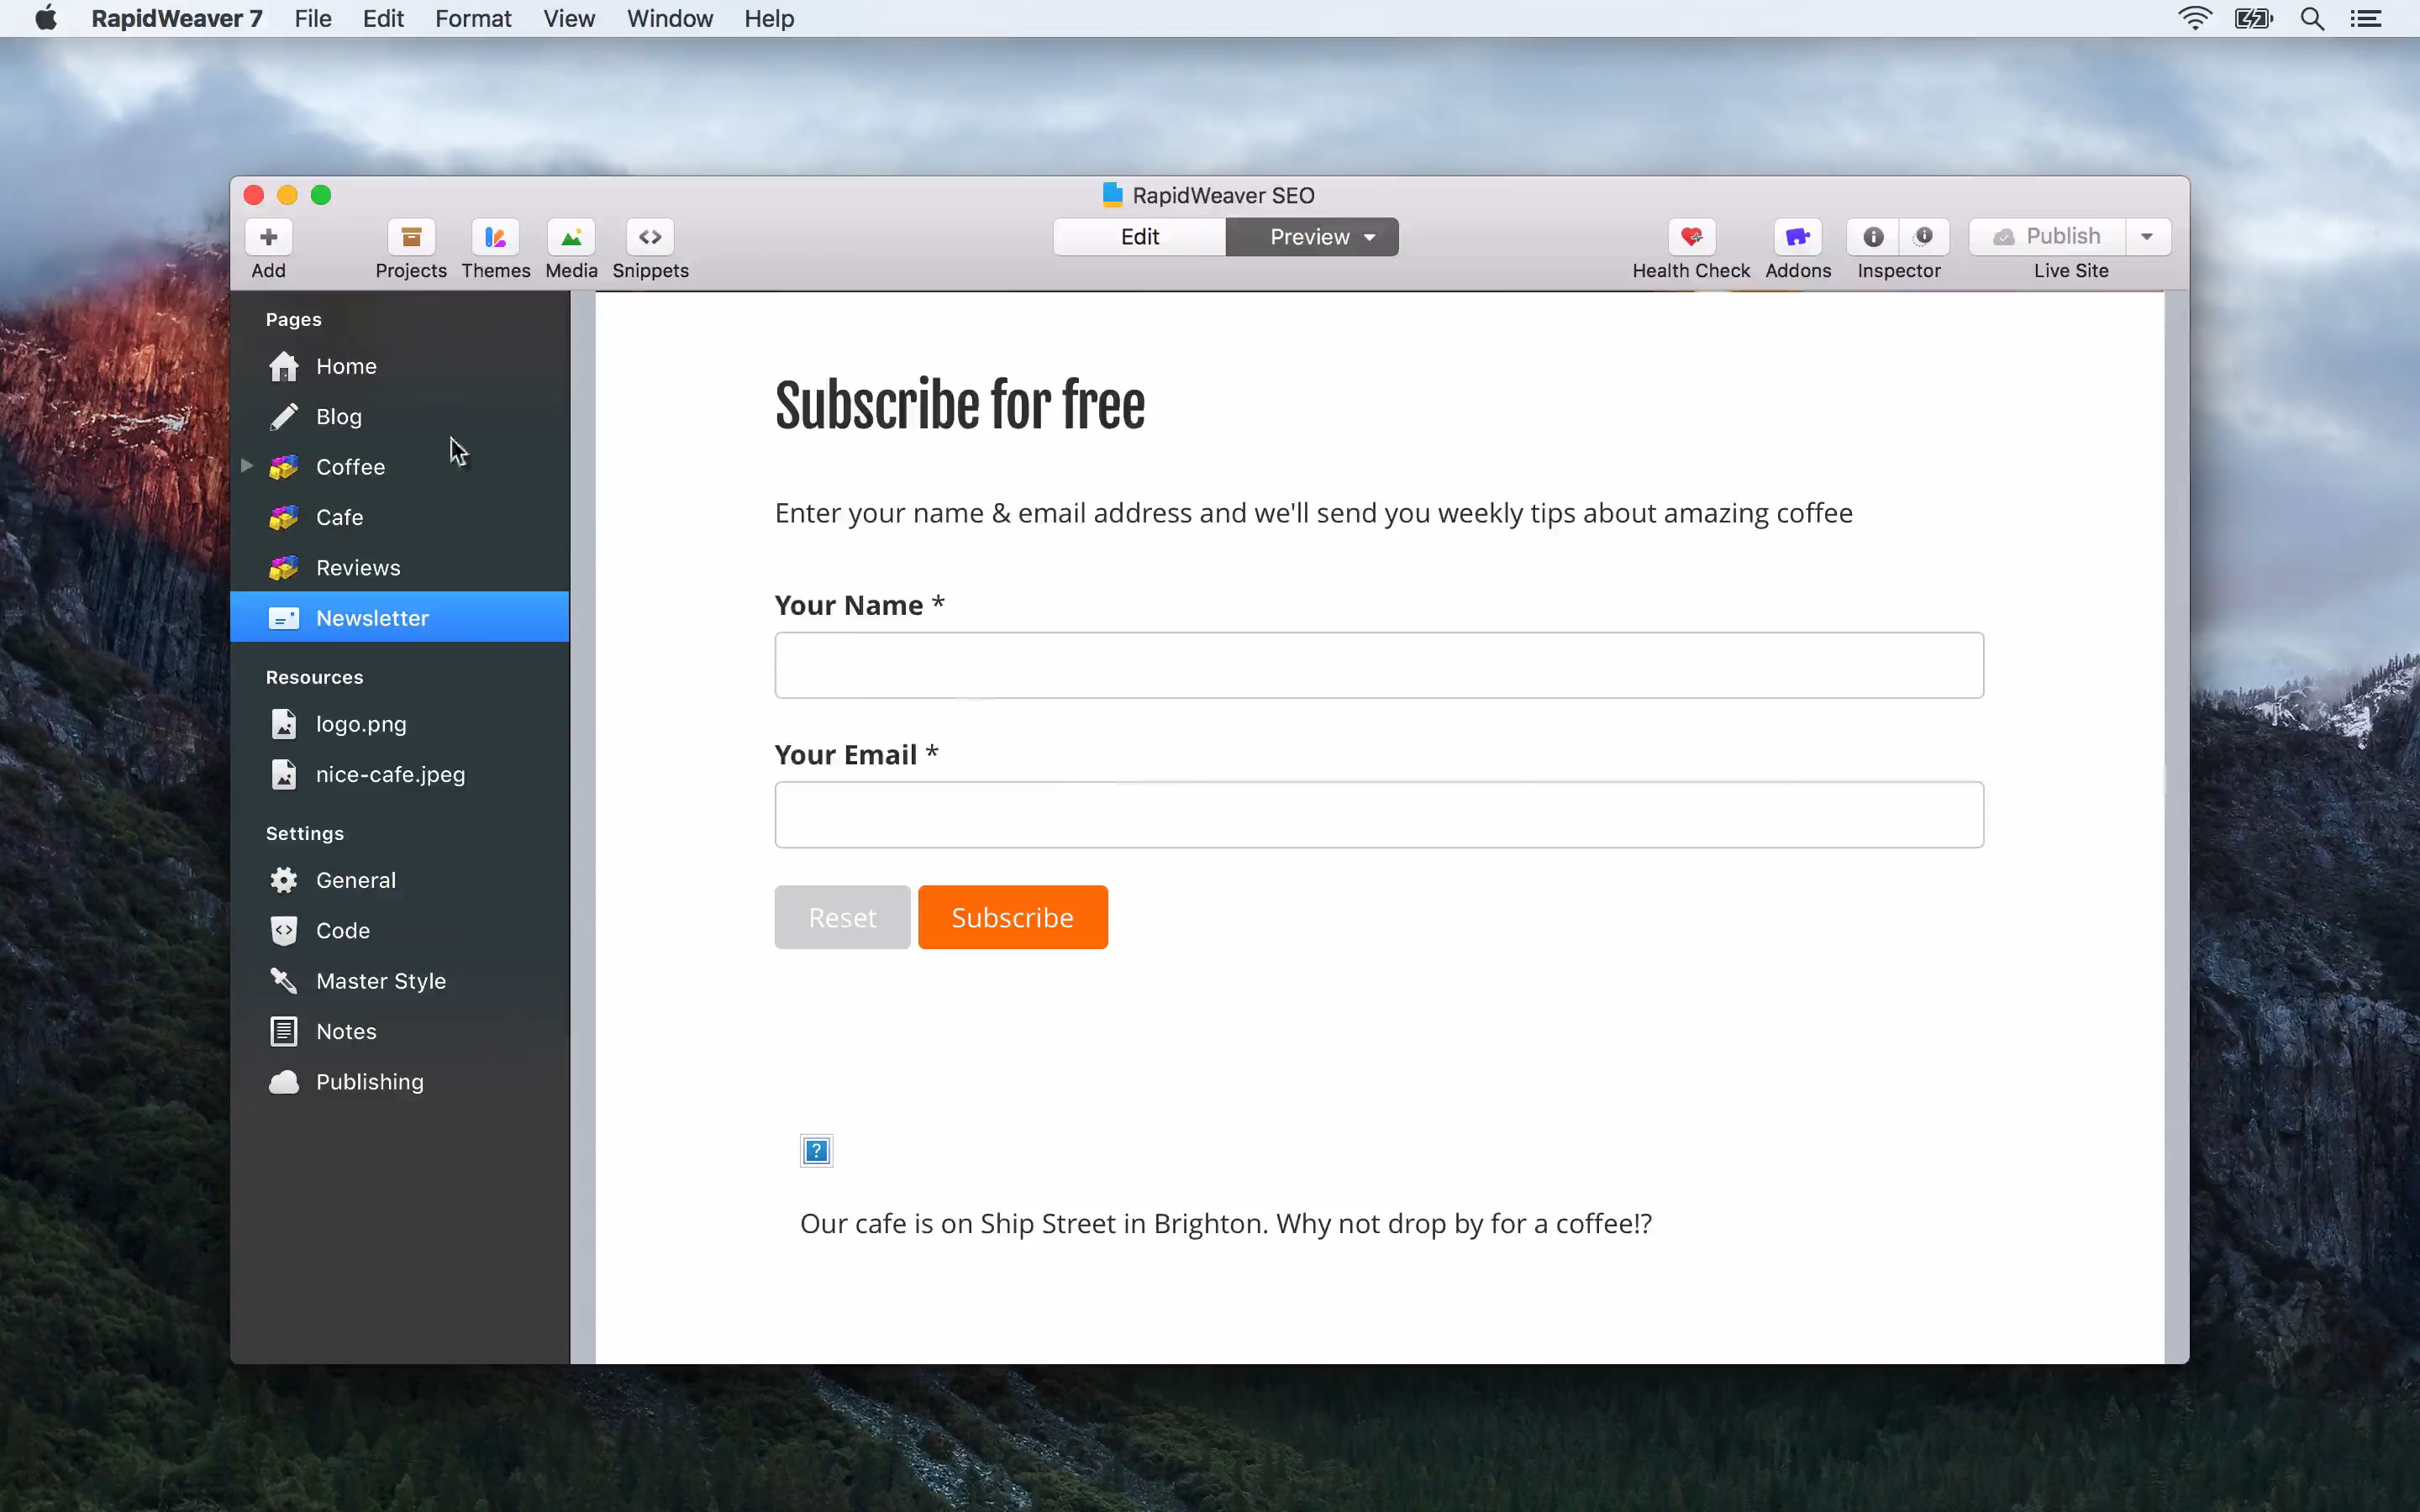 RapidWeaver 7 File Edit Format View Window Help
RapidWeaver SEO
Edit Preview
Publish
Add Projects Themes Media Snippets Health Check Addons Inspector Live Site
Pages
Home
Blog
Coffee
Cafe
Reviews
Newsletter
Resources
logo.png
nice-cafe.jpeg
Settings
General
Code
Master Style
Notes
Publishing
Subscribe for free
Enter your name & email address and we'll send you weekly tips about amazing coffee
Your Name *
Your Email *
Reset Subscribe
?
Our cafe is on Ship Street in Brighton. Why not drop by for a coffee!?